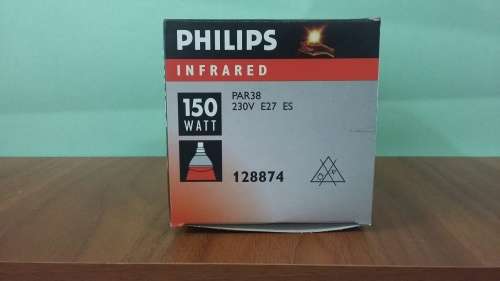 PHILIPS
INFRARED
150
WATT
PAR38
230V E27 ES
128874